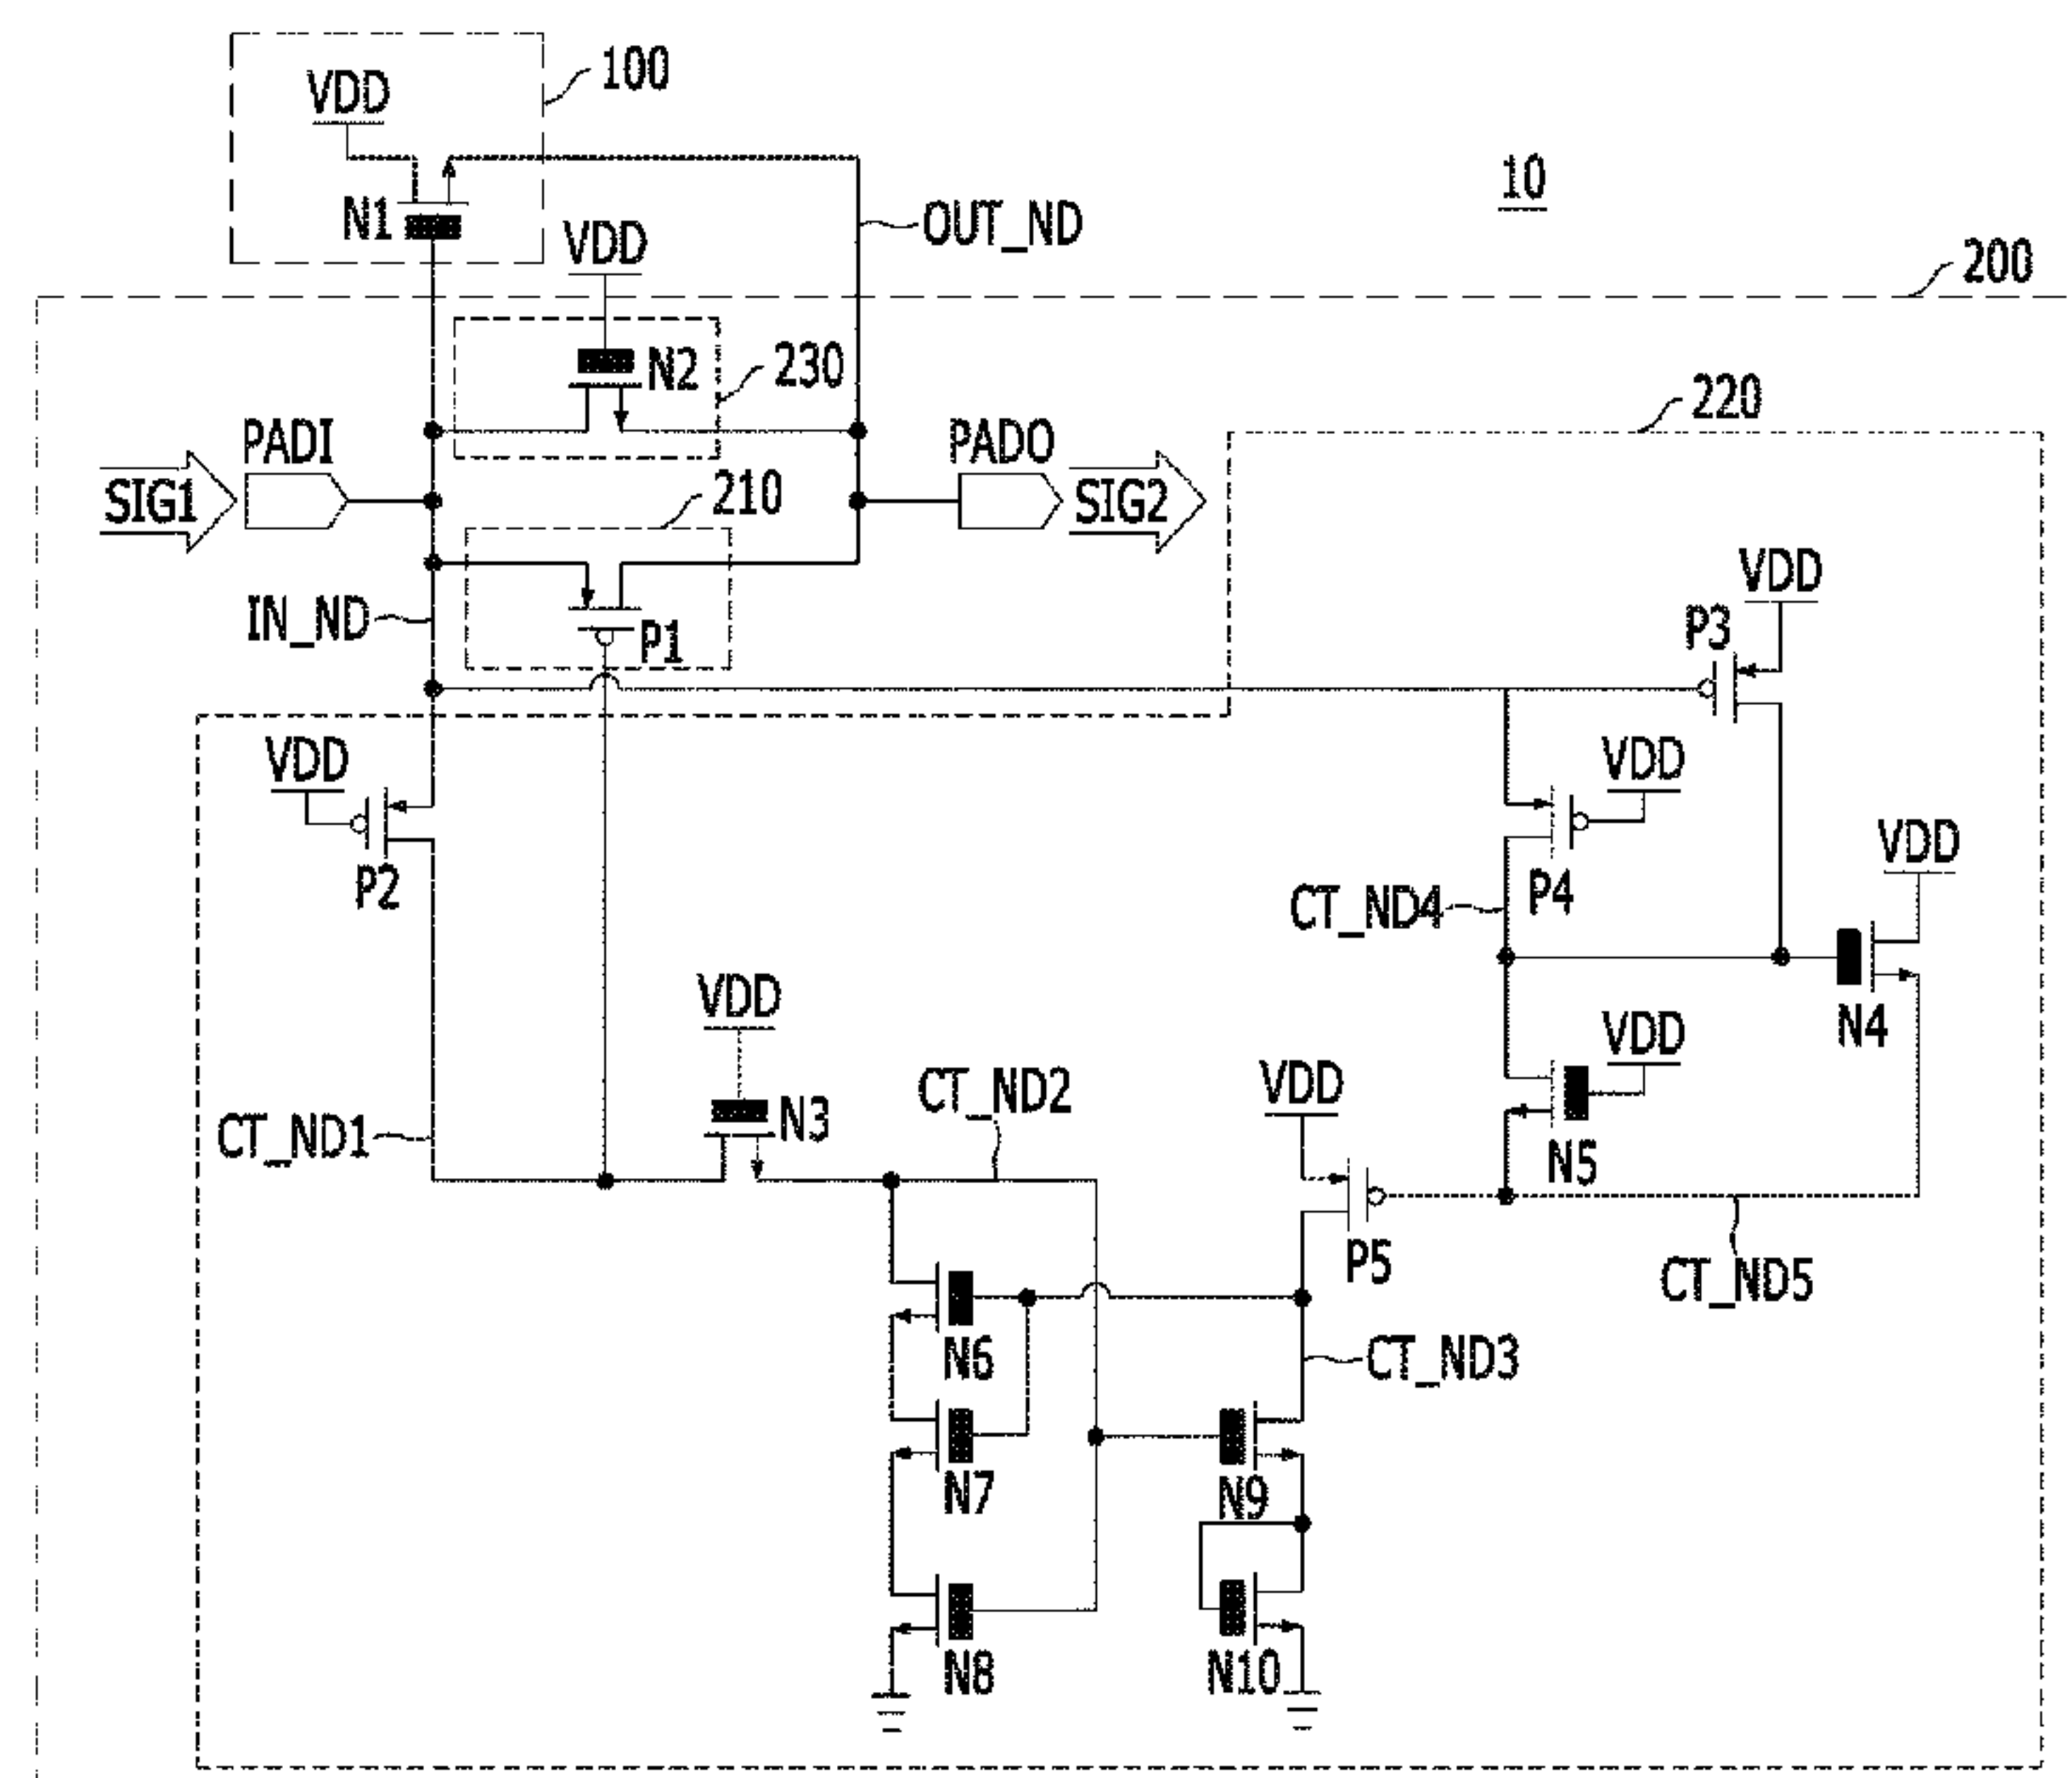 100
VDD
N1
10
OUT_ND
VDD
200
N2
230
220
PADI
PADO
SIG1
SIG2
210
VDD
IN_ND
P1
P3
VDD
VDD
VDD
P2
CT_ND4
P4
VDD
N4
VDD
VDD
CT_ND2
CT_ND1
N3
N5
P5
CT_ND5
N6
CT_ND3
N7
N9
N8
N10